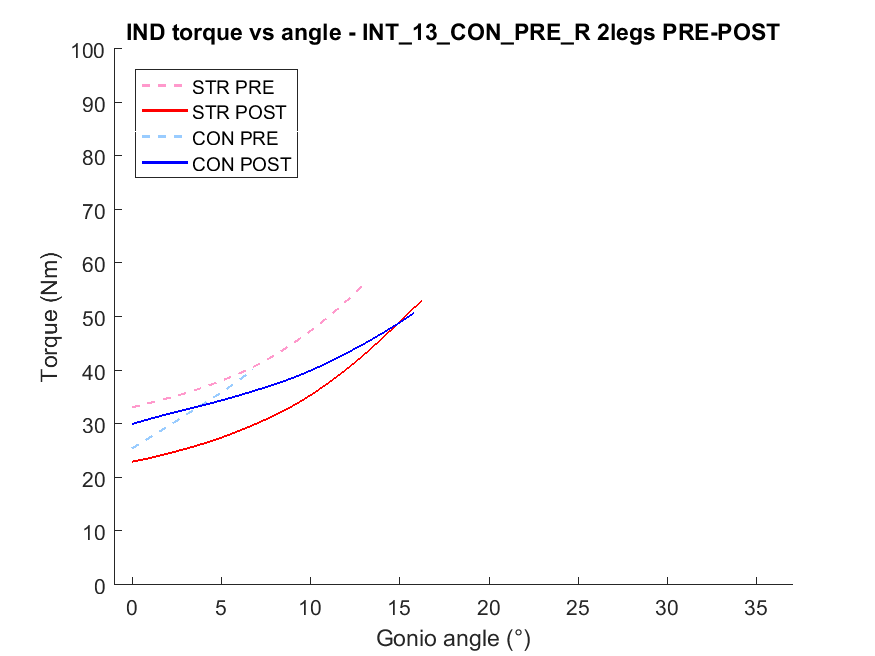 IND torque vs angle - INT_13_CON_PRE_R 2legs PRE-POST
100
90
80
70
60
50
40
30
20
10
0
Torque (Nm)
STR PRE
STR POST
CON PRE
CON POST
0 5 10 15 20 25 30 35
Gonio angle (°)